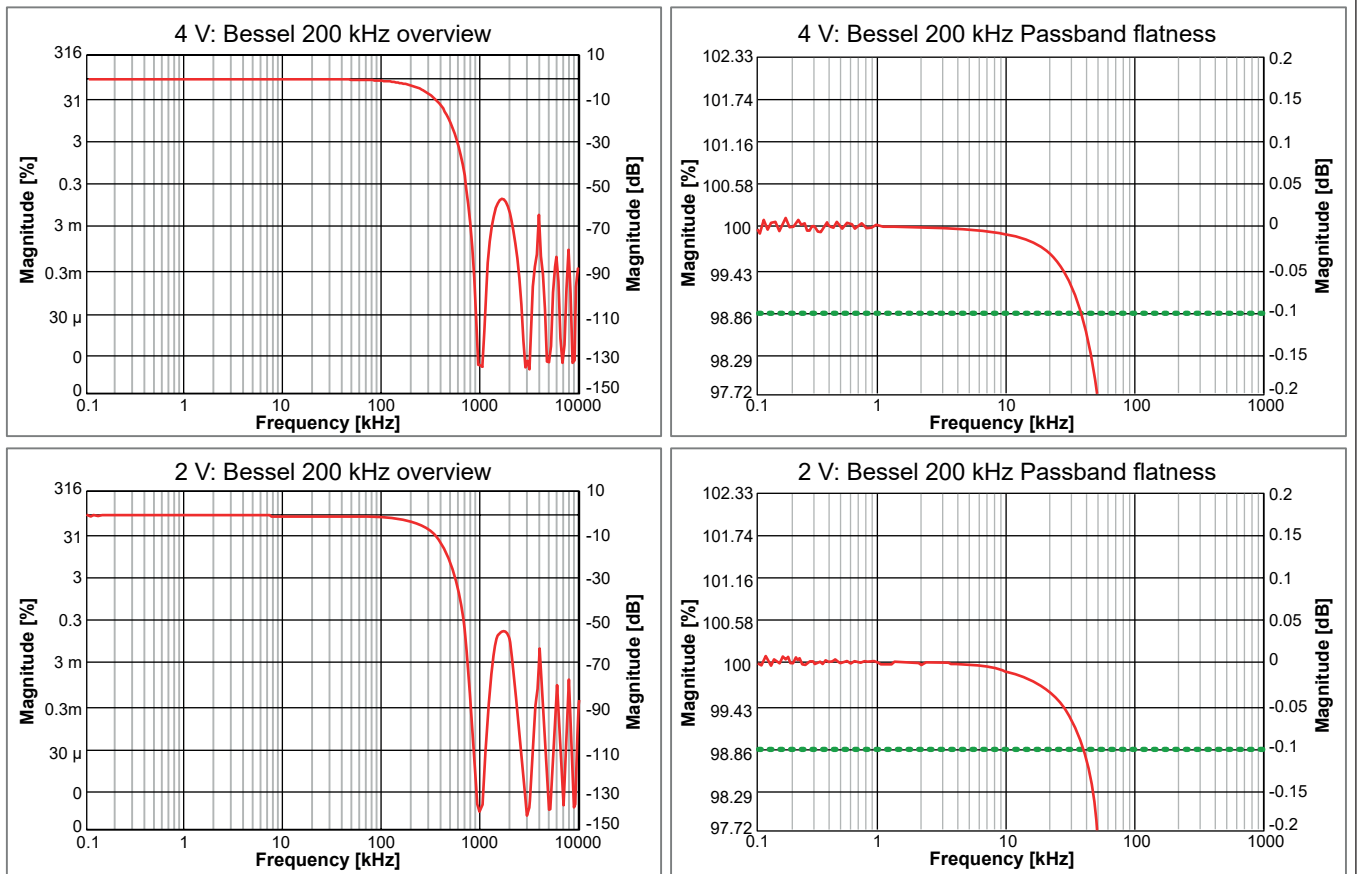 4 V: Bessel 200 kHz overview
316
31
3
0.3
3 m
0.3m
30 µ
0
0
Magnitude [%]
10
-10
-30
-50
-70
-90
-110
-130
-150
Magnitude [dB]
0.1 1 10 100 1000 10000
Frequency [kHz]
4 V: Bessel 200 kHz Passband flatness
102.33
101.74
101.16
100.58
100
99.43
98.86
98.29
97.72
Magnitude [%]
0.2
0.15
0.1
0.05
0
-0.05
-0.1
-0.15
-0.2
Magnitude [dB]
0.1 1 10 100 1000
Frequency [kHz]
2 V: Bessel 200 kHz overview
316
31
3
0.3
3 m
0.3m
30 µ
0
0
Magnitude [%]
10
-10
-30
-50
-70
-90
-110
-130
-150
Magnitude [dB]
0.1 1 10 100 1000 10000
Frequency [kHz]
2 V: Bessel 200 kHz Passband flatness
102.33
101.74
101.16
100.58
100
99.43
98.86
98.29
97.72
Magnitude [%]
0.2
0.15
0.1
0.05
0
-0.05
-0.1
-0.15
-0.2
Magnitude [dB]
0.1 1 10 100 1000
Frequency [kHz]